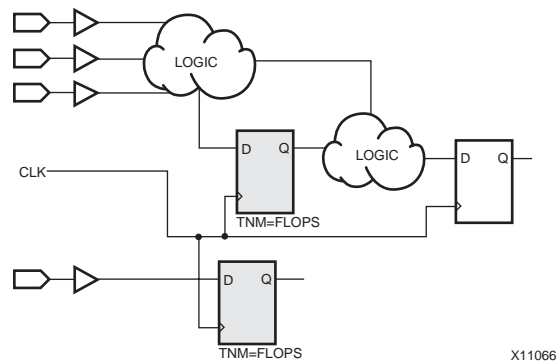 LOGIC
D Q
LOGIC
D Q
CLK
TNM=FLOPS
D Q
TNM=FLOPS
X11066